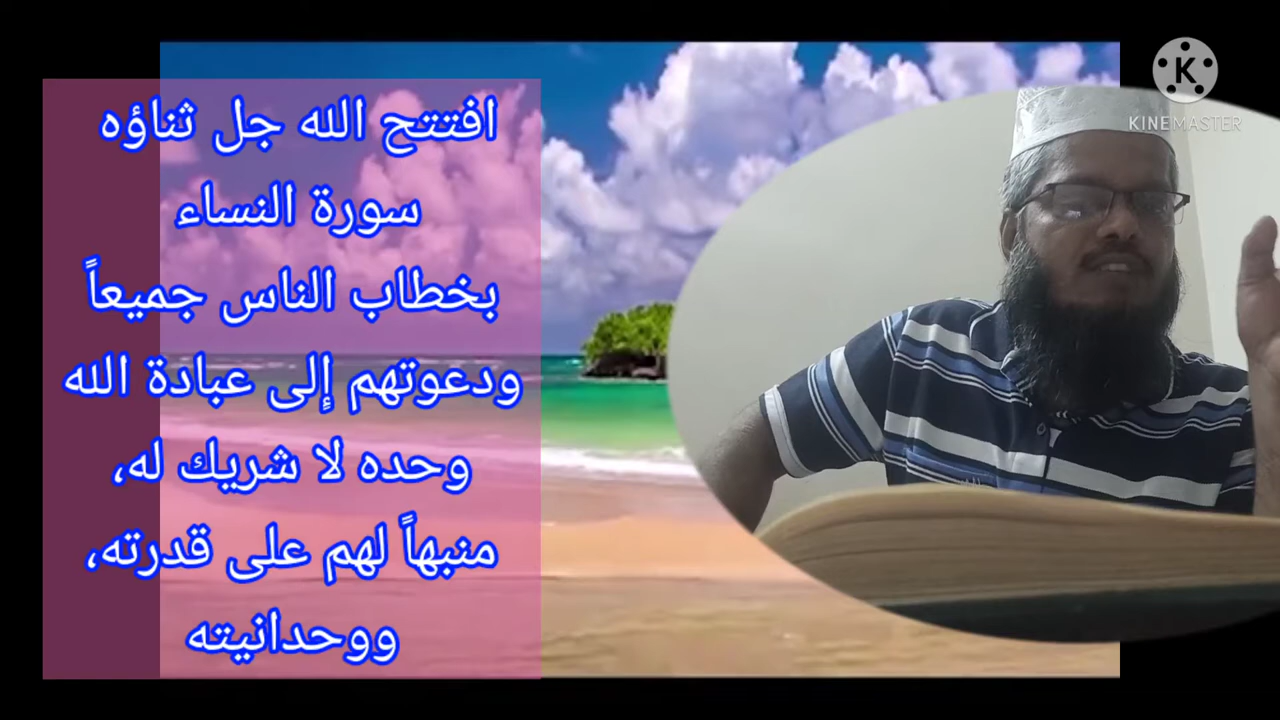 افتتح الله جل ثناؤه
سورة النساء
بخطاب الناس جميعاً
ودعوتهم إلى عبادة الله
وحده لا شريك له،
منبهاً لهم على قدرته،
ووحدانيته
K
KINEMASTER